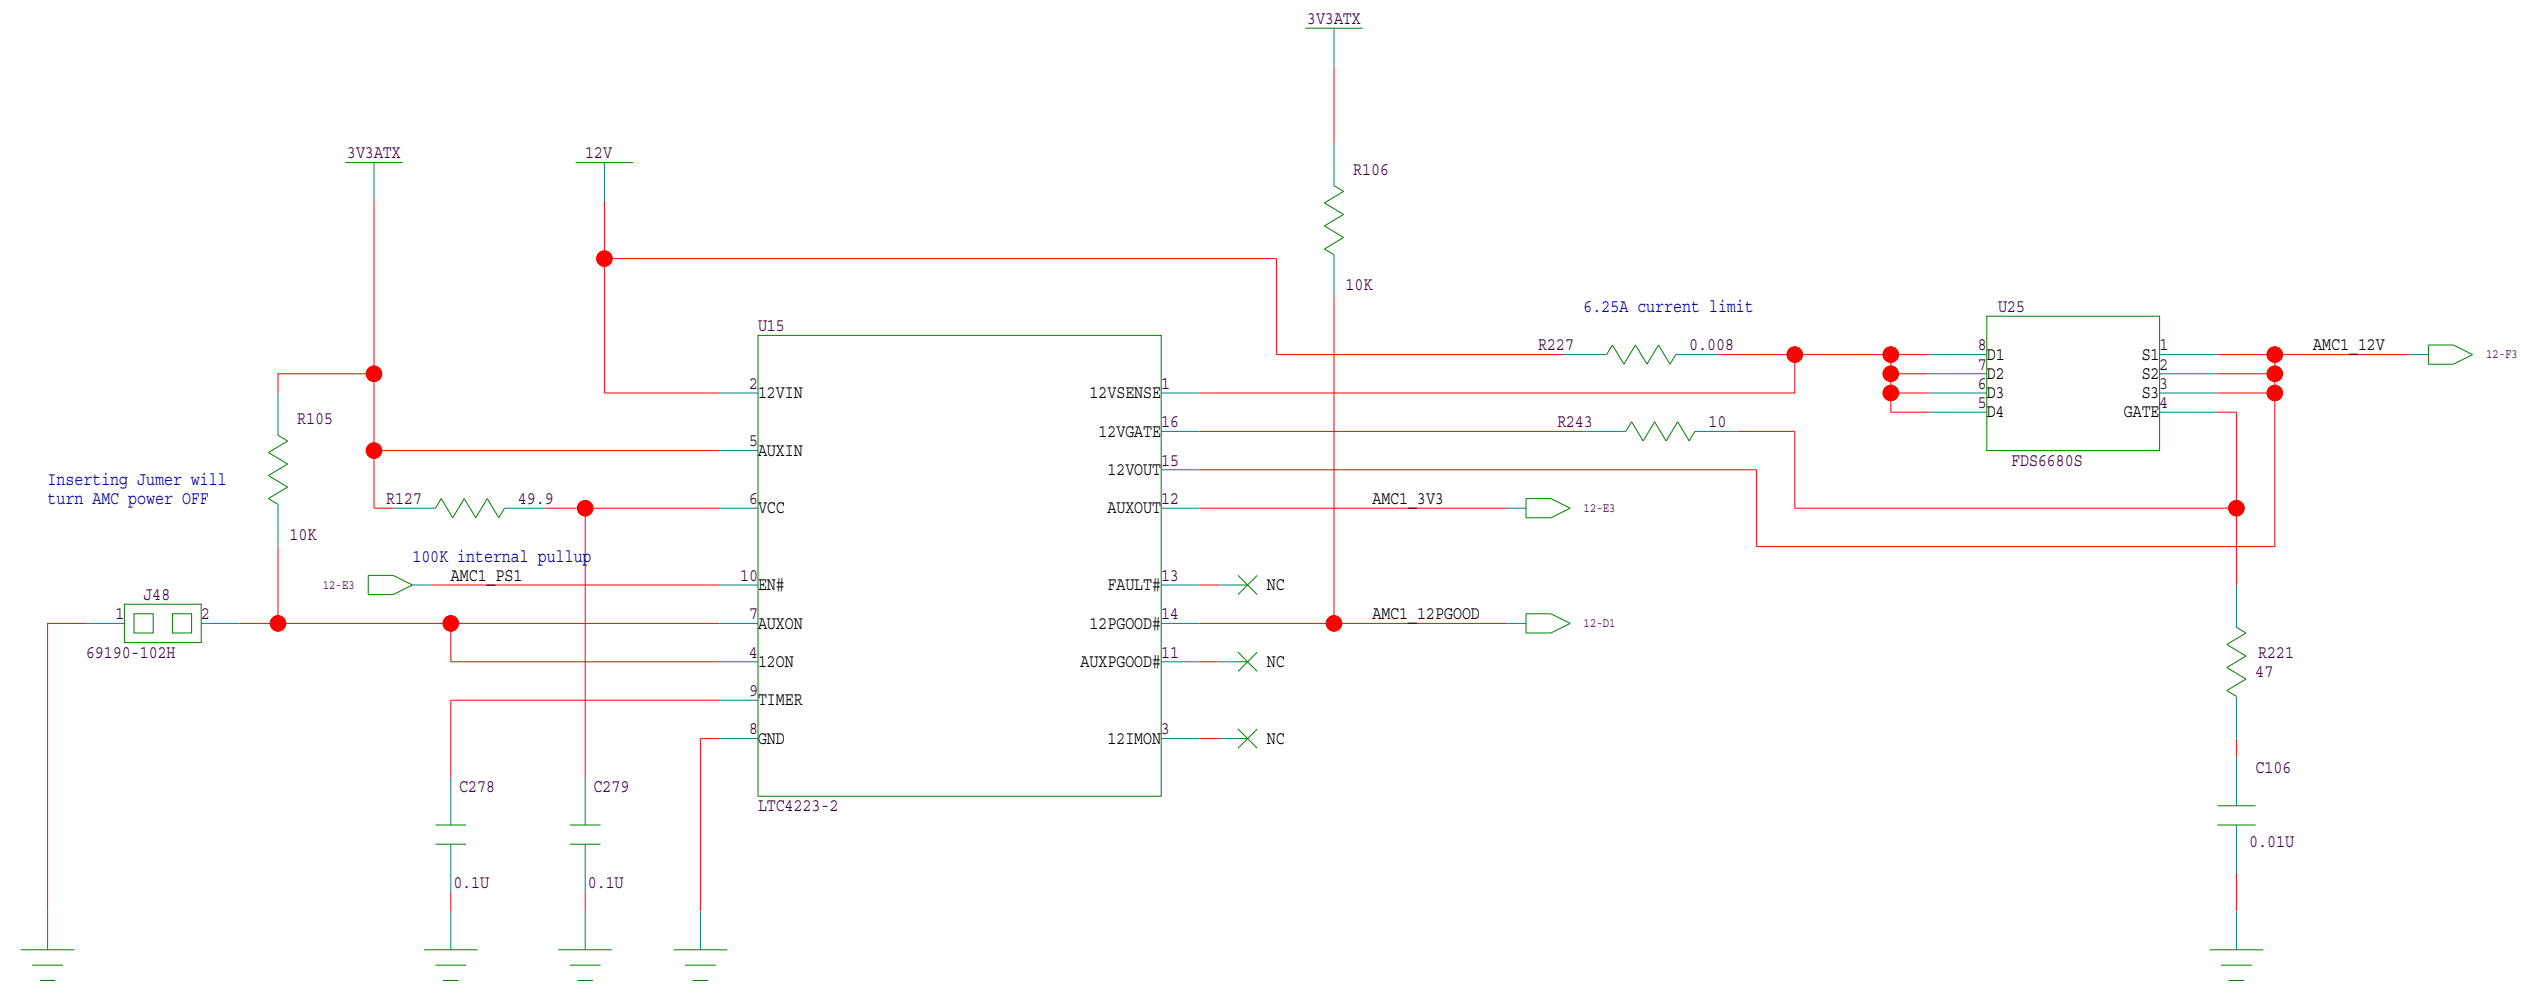 3V3ATX
3V3ATX
12V
R106
10K
6.25A current limit
U25
U15
R227
0.008
8
D1
7
D2
6
D3
5
D4
S1
1
S2
2
S3
3
GATE
4
FDS6680S
AMC1_12V
12-F3
2
12VIN
12VSENSE
1
R105
R243
10
12VGATE
16
5
AUXIN
12VOUT
15
Inserting Jumer will
turn AMC power OFF
R127
49.9
6
VCC
AUXOUT
12
AMC1_3V3
12-E3
10K
100K internal pullup
12-E3
AMC1_PS1
10
EN#
FAULT#
13
NC
J48
1
2
69190-102H
7
AUXON
12PGOOD#
14
AMC1_12PGOOD
12-D1
4
12ON
AUXPGOOD#
11
NC
R221
47
9
TIMER
8
GND
12IMON
3
NC
C278
0.1U
C279
0.1U
LTC4223-2
C106
0.01U